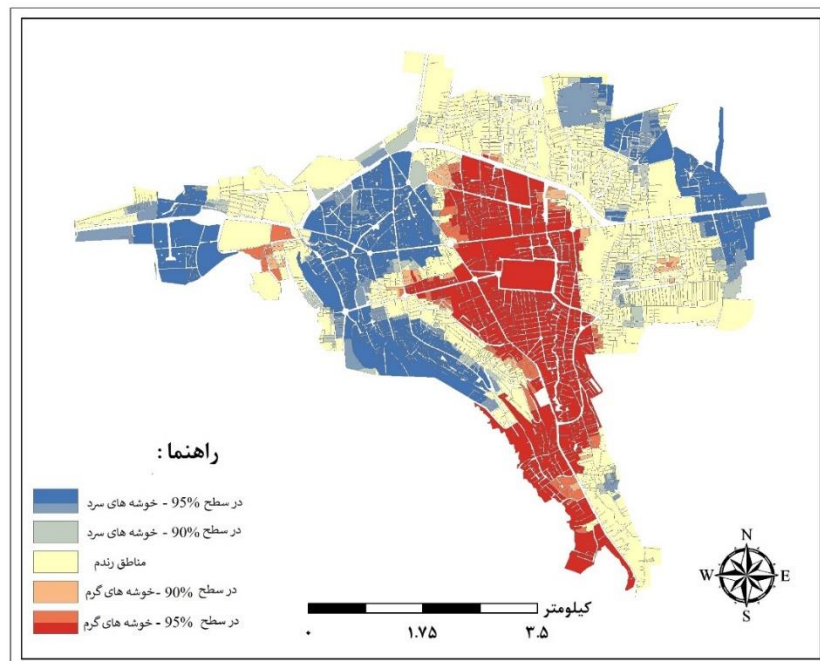 راهنما :
در سطح 95% - خوشه های سرد
در سطح 90% - خوشه های سرد
مناطق رندم
در سطح 90% - خوشه های گرم
در سطح 95% - خوشه های گرم
کیلومتر
۰ ۱.۷۵ ۳.۵
N
W E
S